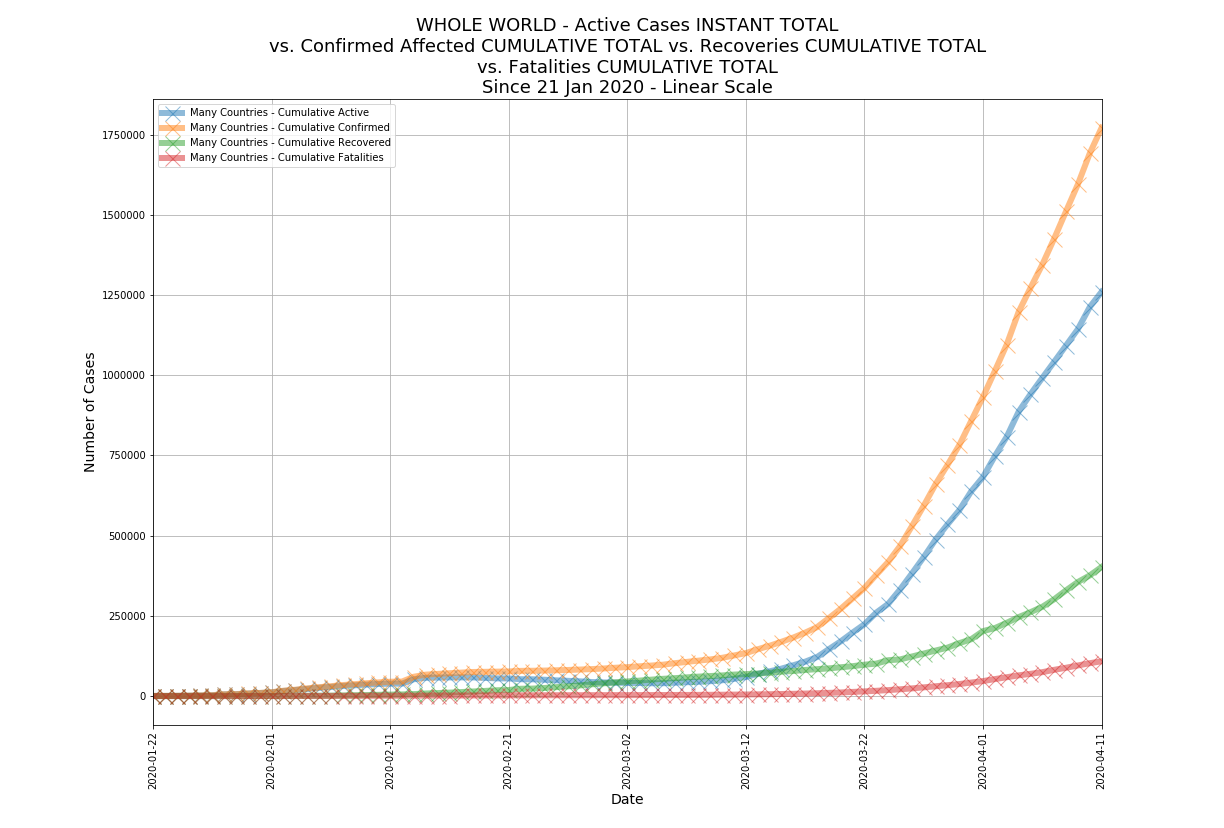 WHOLE WORLD - Active Cases INSTANT TOTAL
vs. Confirmed Affected CUMULATIVE TOTAL vs. Recoveries CUMULATIVE TOTAL
vs. Fatalities CUMULATIVE TOTAL
Since 21 Jan 2020 - Linear Scale
Many Countries - Cumulative Active
Many Countries - Cumulative Confirmed
Many Countries - Cumulative Recovered
Many Countries - Cumulative Fatalities
1750000
1500000
1250000
1000000
750000
500000
250000
0
Number of Cases
2020-01-22
2020-02-01
2020-02-11
2020-02-21
2020-03-02
2020-03-12
2020-03-22
2020-04-01
2020-04-11
Date